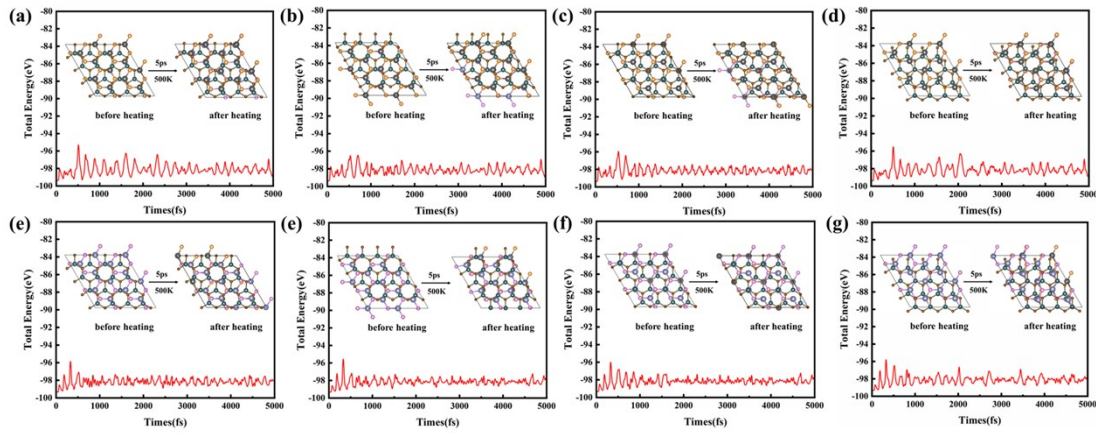 (a)
Total Energy(eV)
-80
-82
-84
-86
-88
-90
-92
-94
-96
-98
-100
5ps
500K
before heating
after heating
0 1000 2000 3000 4000 5000
Times(fs)
(b)
Total Energy(eV)
-80
-82
-84
-86
-88
-90
-92
-94
-96
-98
-100
5ps
500K
before heating
after heating
0 1000 2000 3000 4000 5000
Times(fs)
(c)
Total Energy(eV)
-80
-82
-84
-86
-88
-90
-92
-94
-96
-98
-100
5ps
500K
before heating
after heating
0 1000 2000 3000 4000 5000
Times(fs)
(d)
Total Energy(eV)
-80
-82
-84
-86
-88
-90
-92
-94
-96
-98
-100
5ps
500K
before heating
after heating
0 1000 2000 3000 4000 5000
Times(fs)
(e)
Total Energy(eV)
-80
-82
-84
-86
-88
-90
-92
-94
-96
-98
-100
5ps
500K
before heating
after heating
0 1000 2000 3000 4000 5000
Times(fs)
(e)
Total Energy(eV)
-80
-82
-84
-86
-88
-90
-92
-94
-96
-98
-100
5ps
500K
before heating
after heating
0 1000 2000 3000 4000 5000
Times(fs)
(f)
Total Energy(eV)
-80
-82
-84
-86
-88
-90
-92
-94
-96
-98
-100
5ps
500K
before heating
after heating
0 1000 2000 3000 4000 5000
Times(fs)
(g)
Total Energy(eV)
-80
-82
-84
-86
-88
-90
-92
-94
-96
-98
-100
5ps
500K
before heating
after heating
0 1000 2000 3000 4000 5000
Times(fs)